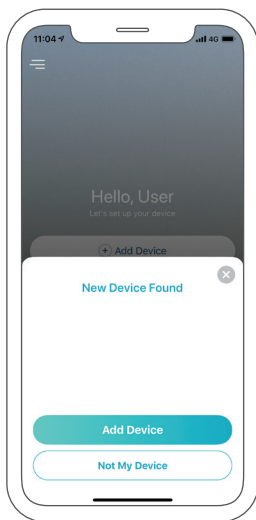 11:04
4G
Hello, User
Let's set up your device
+ Add Device
New Device Found
Add Device
Not My Device